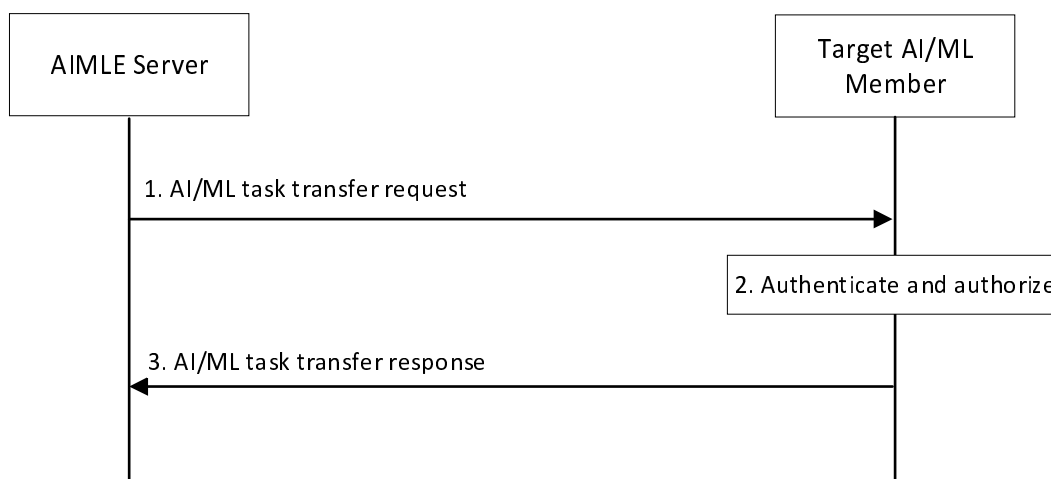 AIMLE Server
Target AI/ML
Member
1. AI/ML task transfer request
2. Authenticate and authorize
3. AI/ML task transfer response